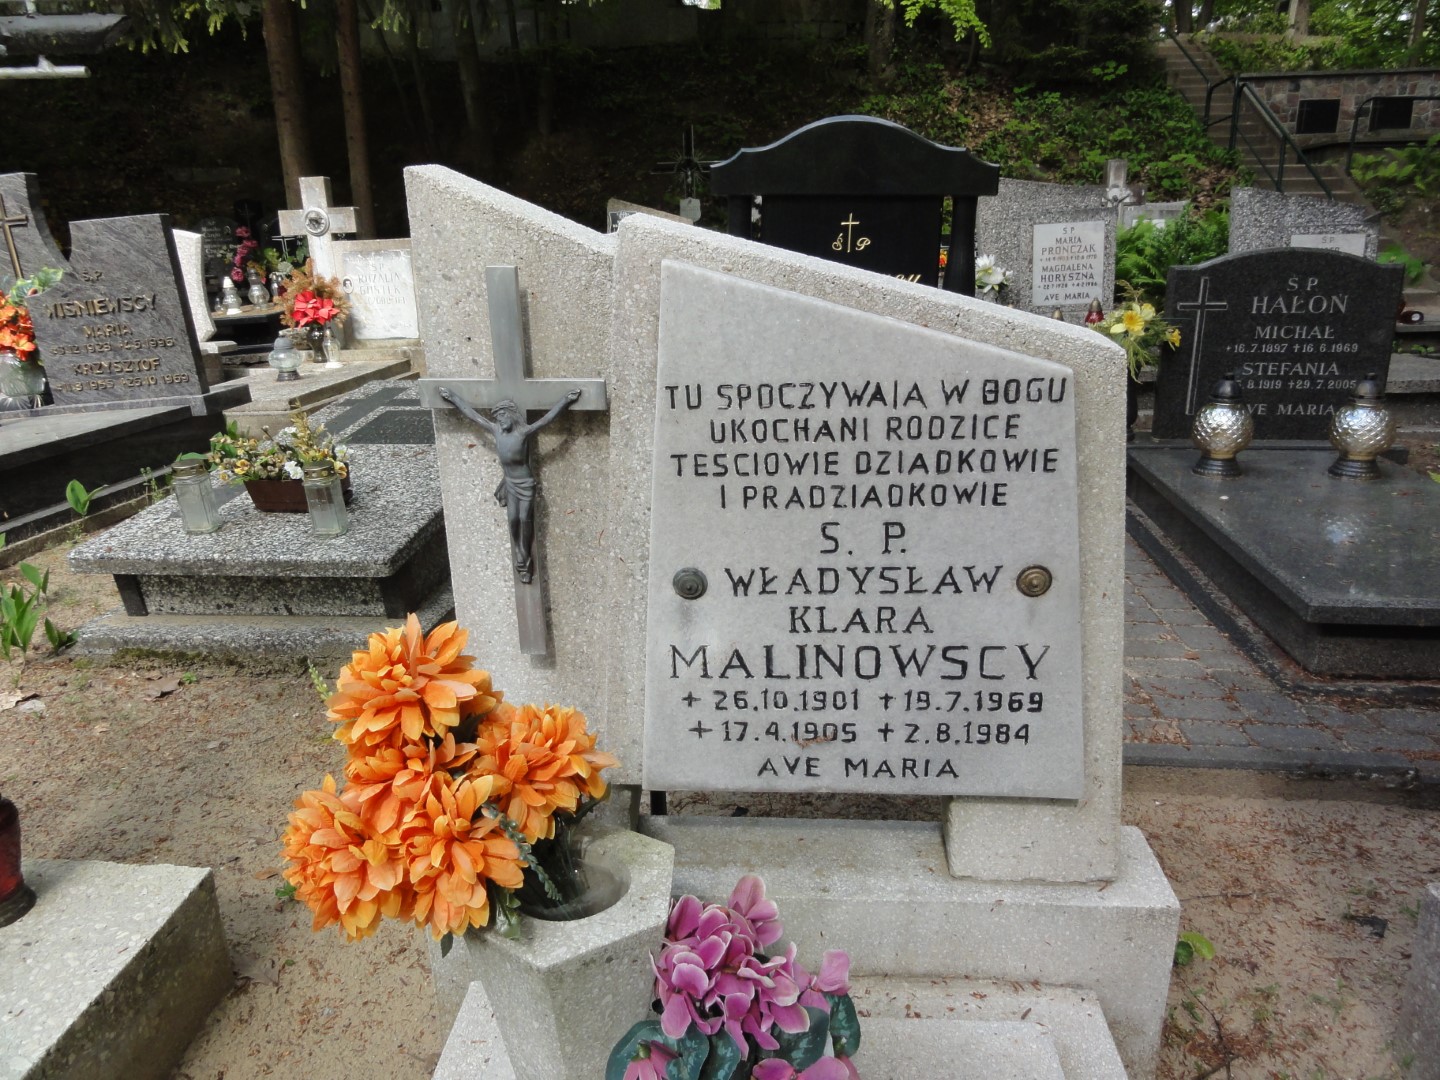 TU SPOCZYWAIA W BOGU
UKOCHANI RODZICE
TESCIOWIE DZIADKOWIE
I PRADZIADKOWIE
S. P.
WŁADYSŁAW
KLARA
MALINOWSCY
+ 26.10.1901 + 19.7.1969
+ 17.4.1905 + 2.8.1984
AVE MARIA
Ś.P.
WIŚNIEWSCY
MARIA
KRZYSZTOF
Ś P
S.P.
MARIA
PRONCZAK
MAGDALENA
HORYSZNA
AVE MARIA
S P
HAŁON
MICHAŁ
+16.7.1897 +16.6.1969
STEFANIA
8.1919 +29.7.2005
AVE MARIA